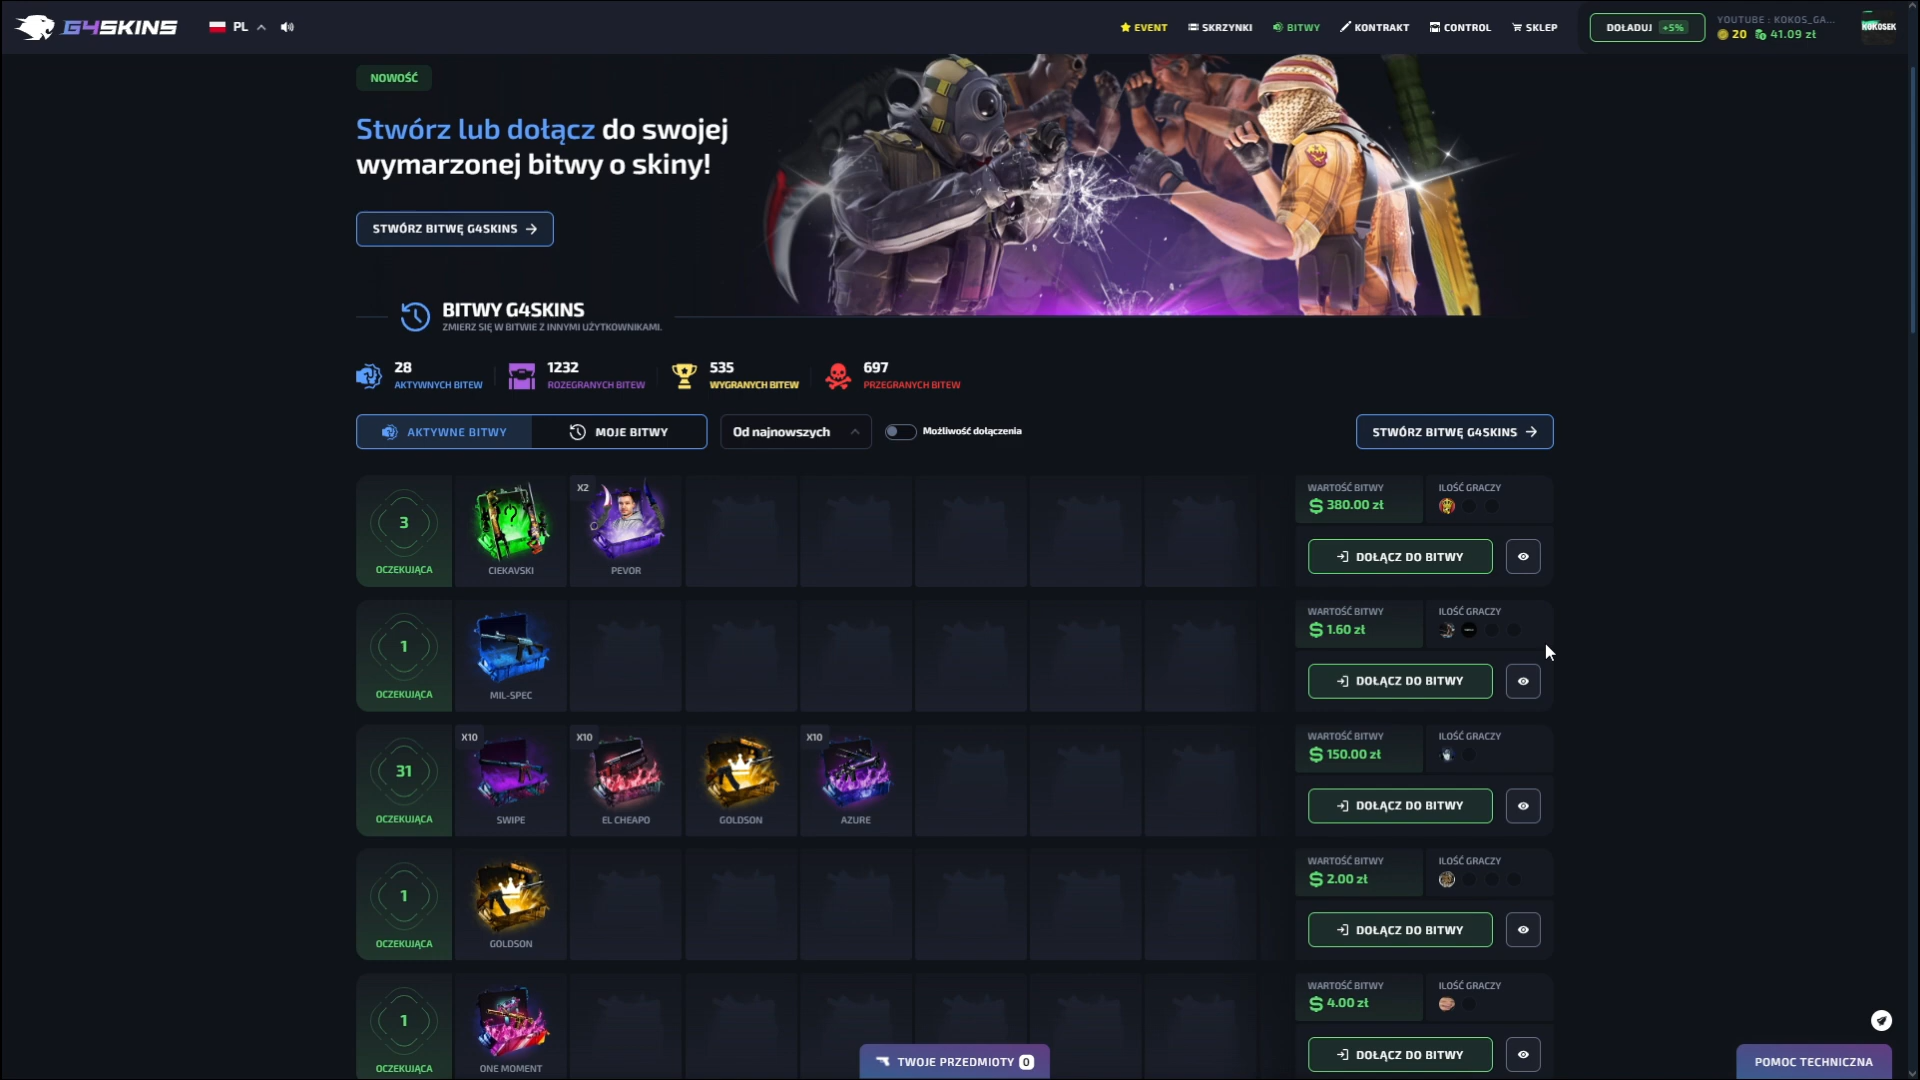 G4SKINS
PL
EVENT
SKRZYNKI
BITWY
KONTRAKT
CONTROL
SKLEP
DOŁADUJ +5%
YOUTUBE : KOKOS_GA...
20 41.09 zł
KOKOSEK
NOWOŚĆ
Stwórz lub dołącz do swojej
wymarzonej bitwy o skiny!
STWÓRZ BITWĘ G4SKINS
BITWY G4SKINS
ZMIERZ SIĘ W BITWIE Z INNYMI UŻYTKOWNIKAMI.
28
AKTYWNYCH BITEW
1232
ROZEGRANYCH BITEW
535
WYGRANYCH BITEW
697
PRZEGRANYCH BITEW
AKTYWNE BITWY
MOJE BITWY
Od najnowszych
Możliwość dołączenia
STWÓRZ BITWĘ G4SKINS
3
OCZEKUJĄCA
CIEKAVSKI
X2
PEVOR
WARTOŚĆ BITWY
380.00 zł
ILOŚĆ GRACZY
DOŁĄCZ DO BITWY
1
OCZEKUJĄCA
MIL-SPEC
WARTOŚĆ BITWY
1.60 zł
ILOŚĆ GRACZY
DOŁĄCZ DO BITWY
31
OCZEKUJĄCA
X10
SWIPE
X10
EL CHEAPO
GOLDSON
X10
AZURE
WARTOŚĆ BITWY
150.00 zł
ILOŚĆ GRACZY
DOŁĄCZ DO BITWY
1
OCZEKUJĄCA
GOLDSON
WARTOŚĆ BITWY
2.00 zł
ILOŚĆ GRACZY
DOŁĄCZ DO BITWY
1
OCZEKUJĄCA
ONE MOMENT
WARTOŚĆ BITWY
4.00 zł
ILOŚĆ GRACZY
DOŁĄCZ DO BITWY
TWOJE PRZEDMIOTY 0
POMOC TECHNICZNA